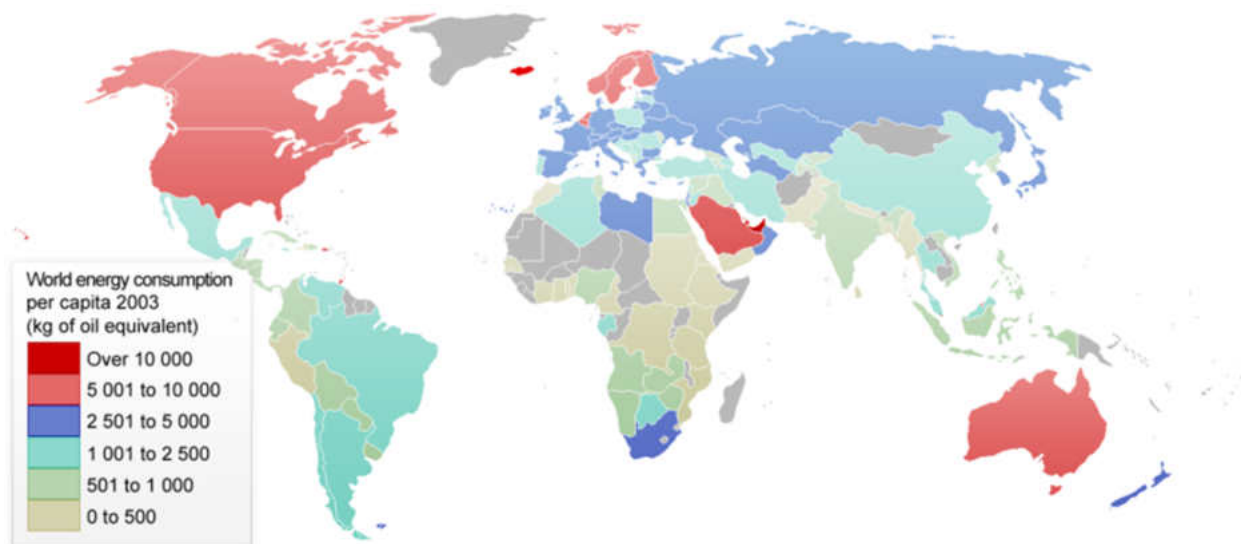 World energy consumption
per capita 2003
(kg of oil equivalent)
Over 10 000
5 001 to 10 000
2 501 to 5 000
1 001 to 2 500
501 to 1 000
0 to 500